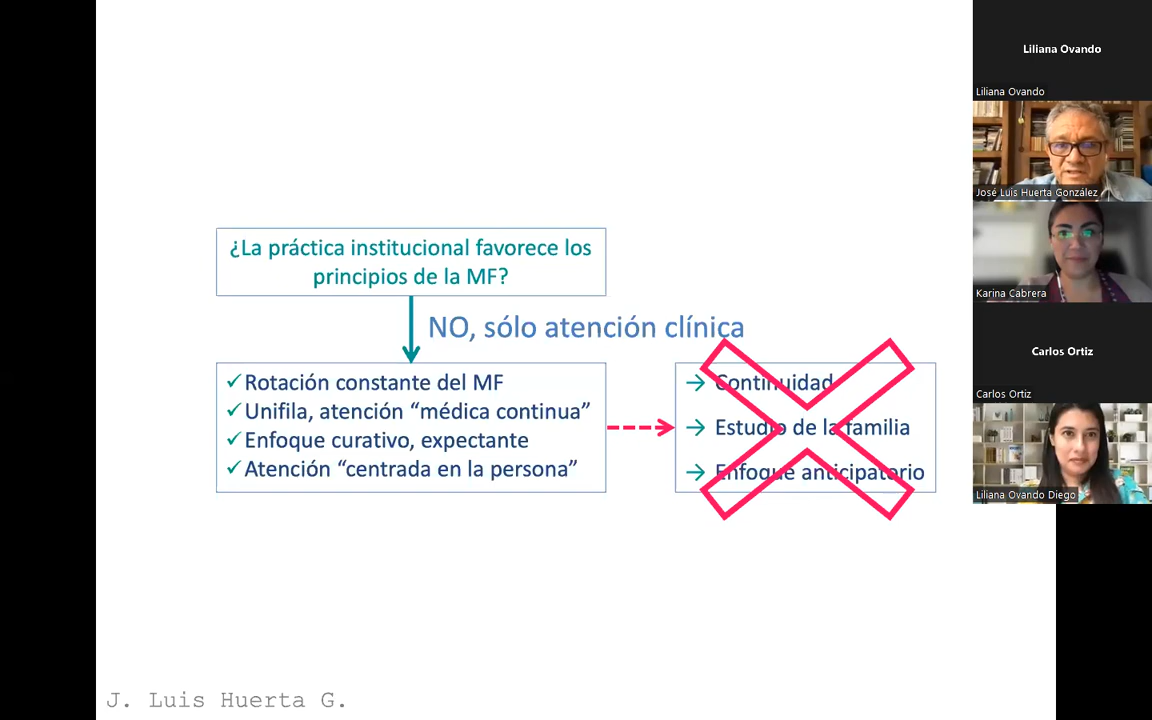 ¿La práctica institucional favorece los
principios de la MF?
NO, sólo atención clínica
✓Rotación constante del MF
✓Unifila, atención “médica continua”
✓Enfoque curativo, expectante
✓Atención “centrada en la persona”
→ Continuidad
→ Estudio de la familia
→ Enfoque anticipatorio
J. Luis Huerta G.
Liliana Ovando
Liliana Ovando
José Luis Huerta González
Karina Cabrera
Carlos Ortiz
Carlos Ortiz
Liliana Ovando Diego